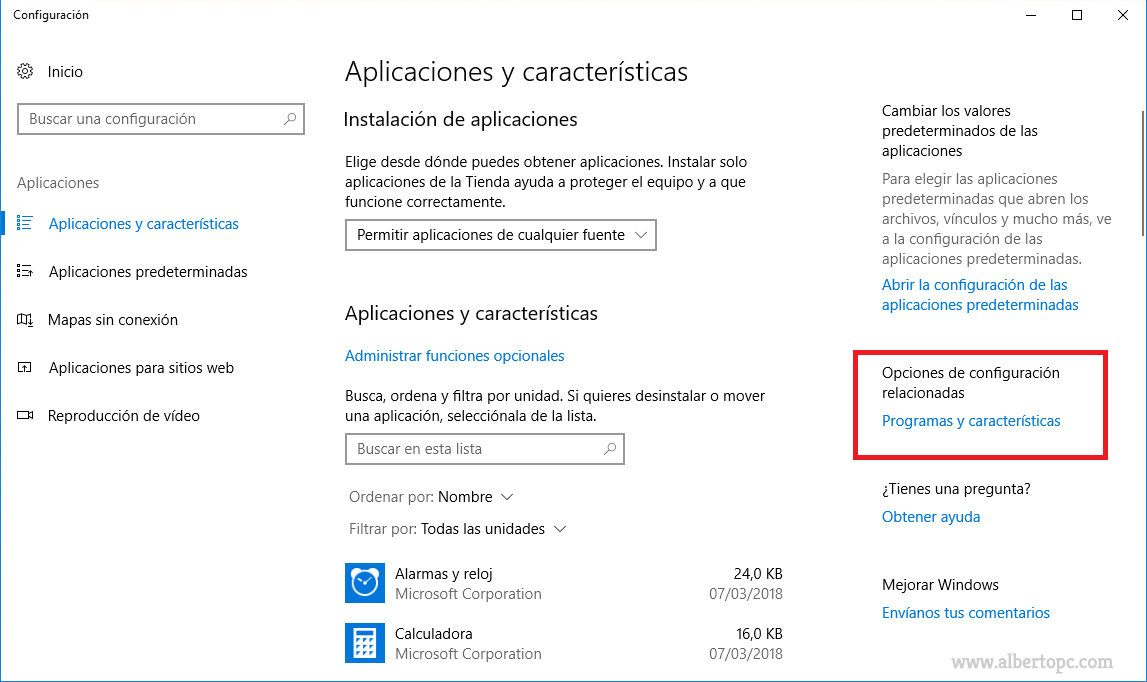 Configuración
Inicio
Buscar una configuración
Aplicaciones
Aplicaciones y características
Aplicaciones predeterminadas
Mapas sin conexión
Aplicaciones para sitios web
Reproducción de vídeo
Aplicaciones y características
Instalación de aplicaciones
Elige desde dónde puedes obtener aplicaciones. Instalar solo
aplicaciones de la Tienda ayuda a proteger el equipo y a que
funcione correctamente.
Permitir aplicaciones de cualquier fuente
Aplicaciones y características
Administrar funciones opcionales
Busca, ordena y filtra por unidad. Si quieres desinstalar o mover
una aplicación, selecciónala de la lista.
Buscar en esta lista
Ordenar por: Nombre
Filtrar por: Todas las unidades
Alarmas y reloj 24,0 KB
Microsoft Corporation 07/03/2018
Calculadora 16,0 KB
Microsoft Corporation 07/03/2018
Cambiar los valores
predeterminados de las
aplicaciones
Para elegir las aplicaciones
predeterminadas que abren los
archivos, vínculos y mucho más, ve
a la configuración de las
aplicaciones predeterminadas.
Abrir la configuración de las
aplicaciones predeterminadas
Opciones de configuración
relacionadas
Programas y características
¿Tienes una pregunta?
Obtener ayuda
Mejorar Windows
Envíanos tus comentarios
www.albertopc.com